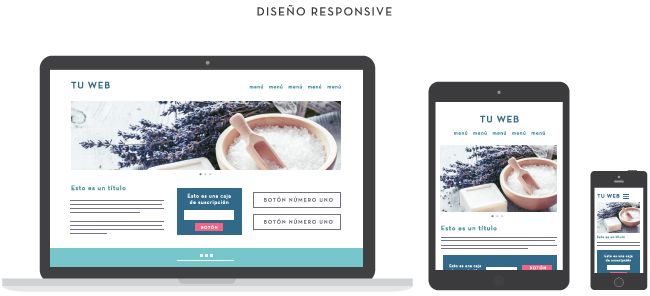 DISEÑO RESPONSIVE
TU WEB
menú menú menú menú menú
Esto es un título
Esto es una caja
de suscripción
BOTÓN
BOTÓN NÚMERO UNO
BOTÓN NÚMERO UNO
TU WEB
menú menú menú menú menú
Esto es un título
Esto es una caja
de suscripción
BOTÓN
TU WEB
Esto es un título
Esto es una caja
de suscripción